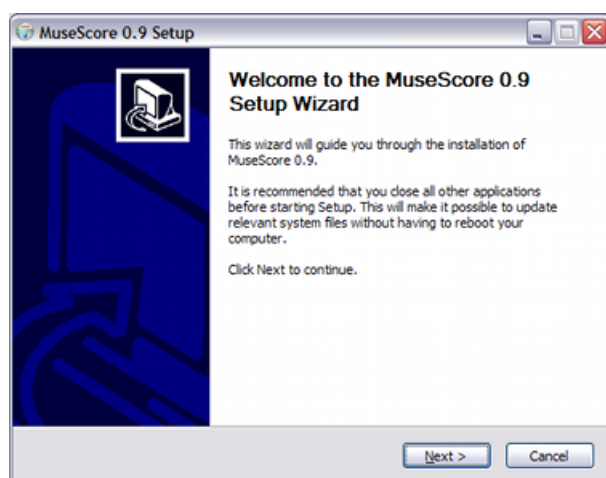 MuseScore 0.9 Setup
Welcome to the MuseScore 0.9
Setup Wizard
This wizard will guide you through the installation of
MuseScore 0.9.
It is recommended that you close all other applications
before starting Setup. This will make it possible to update
relevant system files without having to reboot your
computer.
Click Next to continue.
Next > Cancel